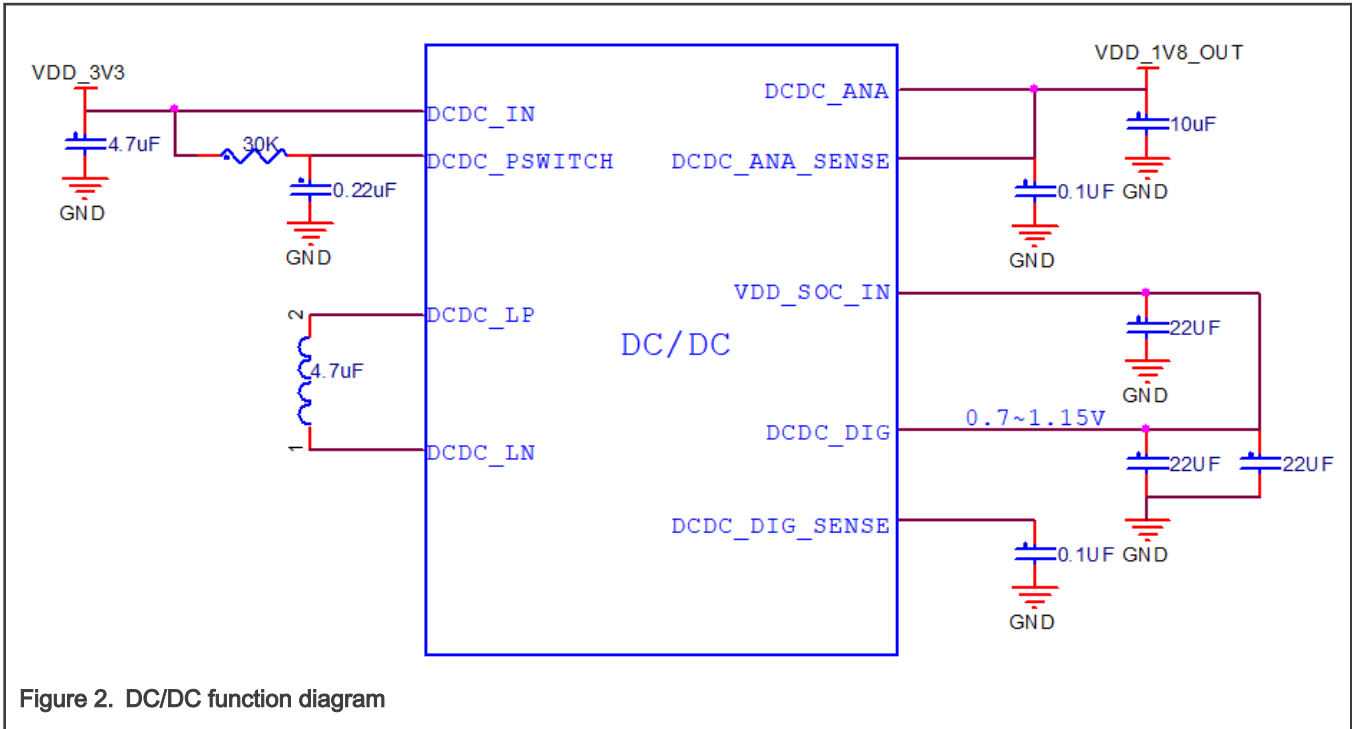 VDD_3V3
4.7uF
GND
30K
0.22uF
GND
DCDC_IN
DCDC_PSWITCH
2
DCDC_LP
4.7uF
1
DCDC_LN
DC/DC
DCDC_ANA
DCDC_ANA_SENSE
VDD_SOC_IN
DCDC_DIG
DCDC_DIG_SENSE
VDD_1V8_OUT
10uF
GND
0.1UF
GND
22UF
GND
0.7~1.15V
22UF
22UF
GND
0.1UF
GND
Figure 2. DC/DC function diagram